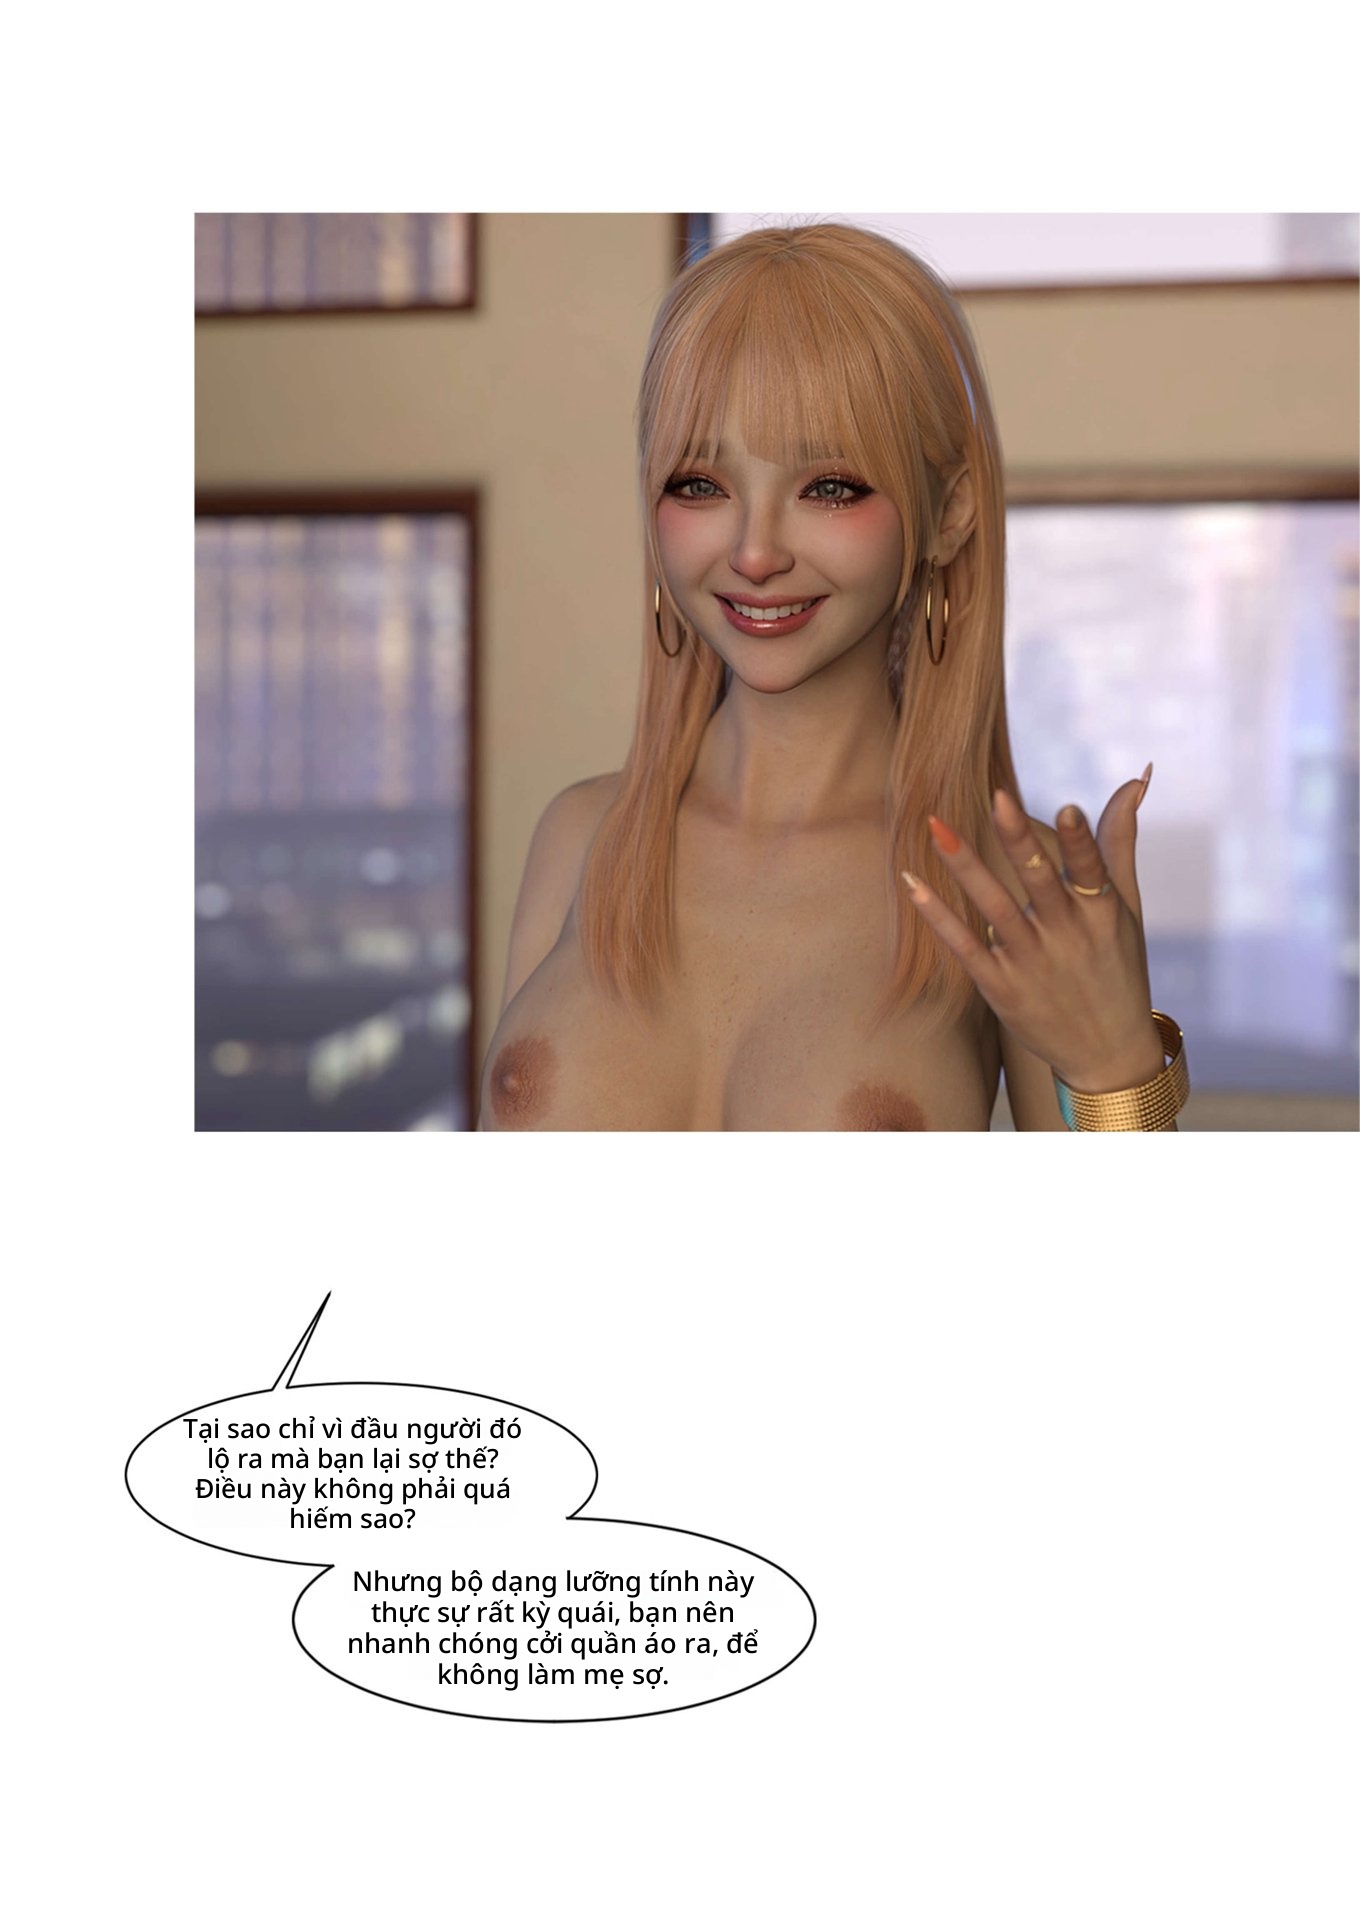 Tại sao chỉ vì đầu người đó
lộ ra mà bạn lại sợ thế?
Điều này không phải quá
hiếm sao?
Nhưng bộ dạng lưỡng tính này
thực sự rất kỳ quái, bạn nên
nhanh chóng cởi quần áo ra, để
không làm mẹ sợ.